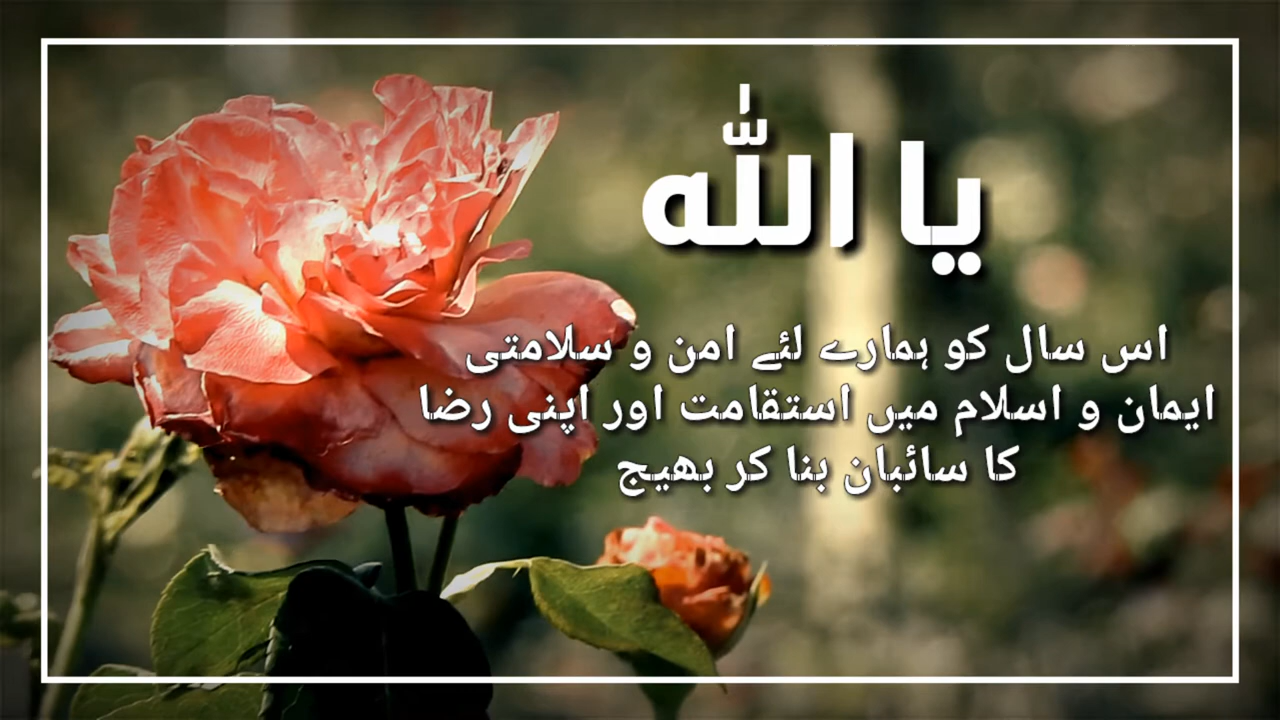 یا اللّٰہ
اس سال کو ہمارے لئے امن و سلامتی
ایمان و اسلام میں استقامت اور اپنی رضا
کا سائبان بنا کر بھیج